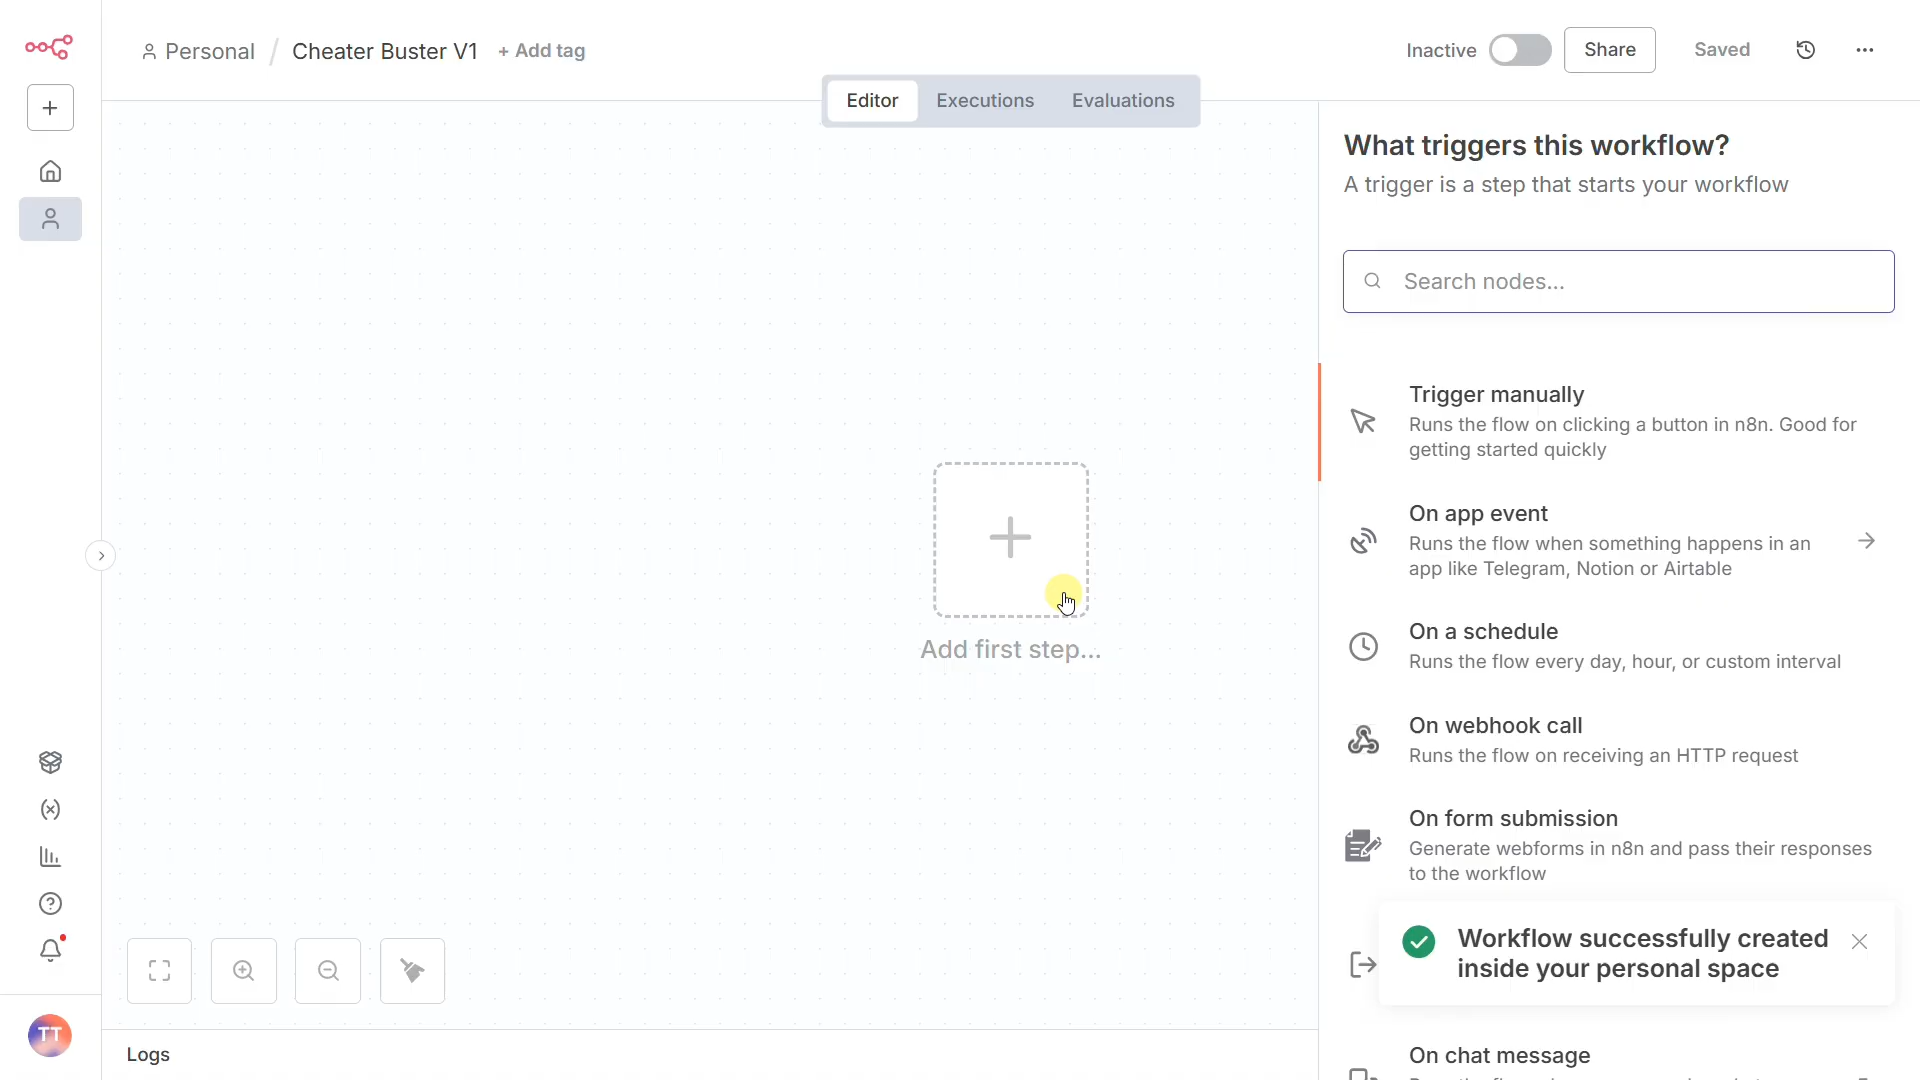 Personal / Cheater Buster V1 + Add tag
Inactive
Share
Saved
Editor
Executions
Evaluations
What triggers this workflow?
A trigger is a step that starts your workflow
Search nodes...
Trigger manually
Runs the flow on clicking a button in n8n. Good for
getting started quickly
On app event
Runs the flow when something happens in an
app like Telegram, Notion or Airtable
On a schedule
Runs the flow every day, hour, or custom interval
On webhook call
Runs the flow on receiving an HTTP request
On form submission
Generate webforms in n8n and pass their responses
to the workflow
Workflow successfully created
inside your personal space
On chat message
Add first step...
TT
Logs